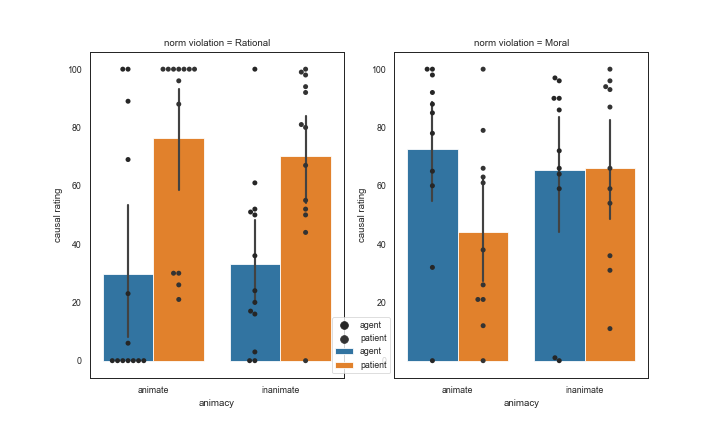 norm violation = Rational
norm violation = Moral
100
80
60
40
20
0
causal rating
animate
inanimate
animacy
100
80
60
40
20
causal rating
animate
inanimate
animacy
agent
patient
agent
patient